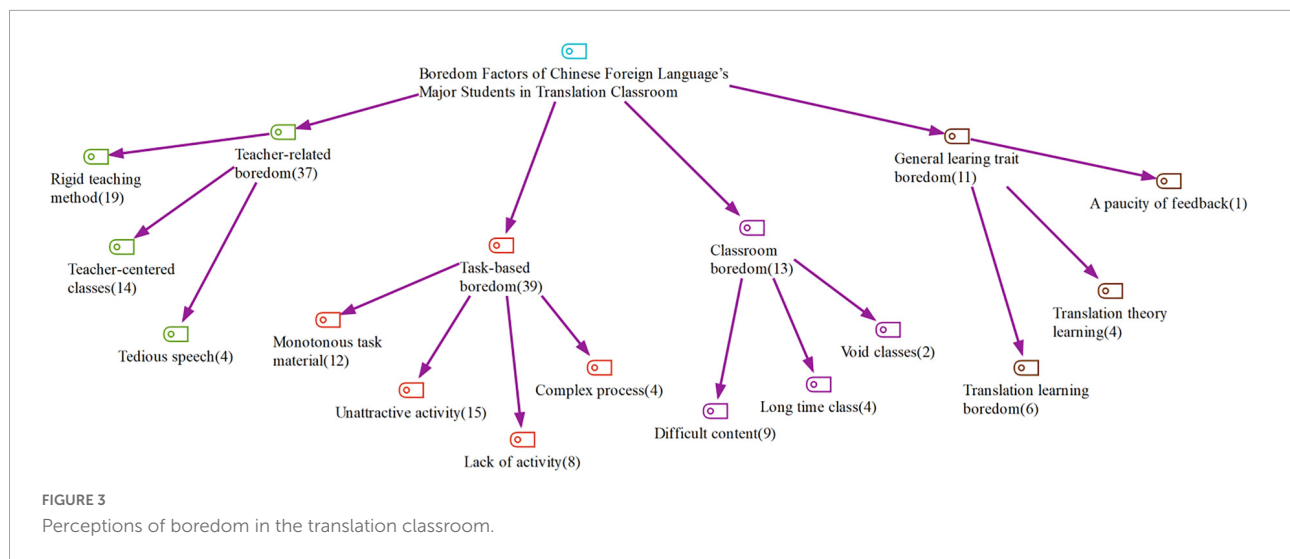 Boredom Factors of Chinese Foreign Language's
Major Students in Translation Classroom
Teacher-related
boredom(37)
Rigid teaching
method(19)
Teacher-centered
classes(14)
Tedious speech(4)
Task-based
boredom(39)
Monotonous task
material(12)
Unattractive activity(15)
Lack of activity(8)
Complex process(4)
Classroom
boredom(13)
Difficult content(9)
Long time class(4)
Void classes(2)
General learing trait
boredom(11)
A paucity of feedback(1)
Translation theory
learning(4)
Translation learning
boredom(6)
FIGURE 3
Perceptions of boredom in the translation classroom.